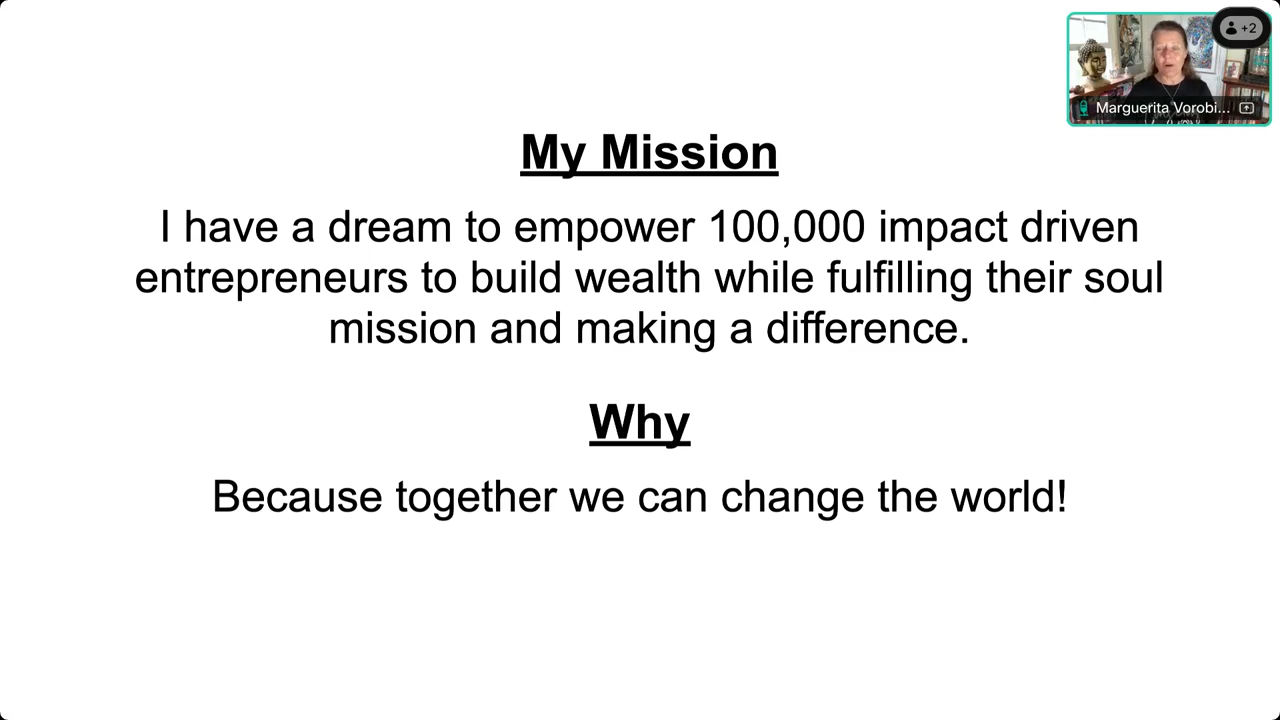 +2
Marguerita Vorobi...
My Mission
I have a dream to empower 100,000 impact driven
entrepreneurs to build wealth while fulfilling their soul
mission and making a difference.
Why
Because together we can change the world!